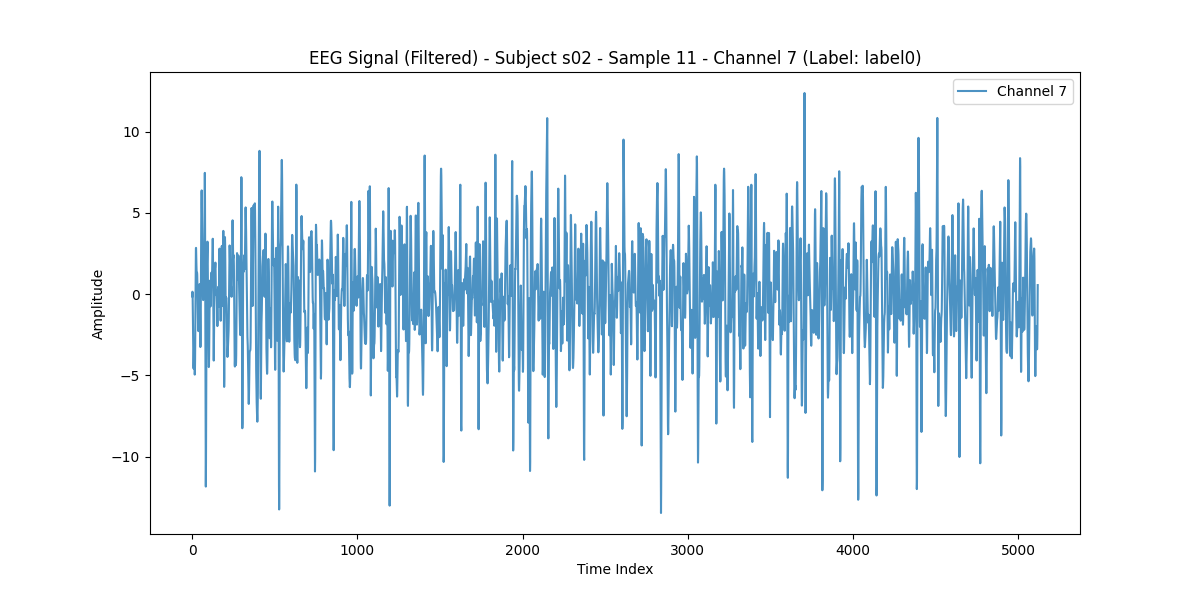 EEG Signal (Filtered) - Subject s02 - Sample 11 - Channel 7 (Label: label0)
Channel 7
10
5
0
−5
−10
Amplitude
0 1000 2000 3000 4000 5000
Time Index